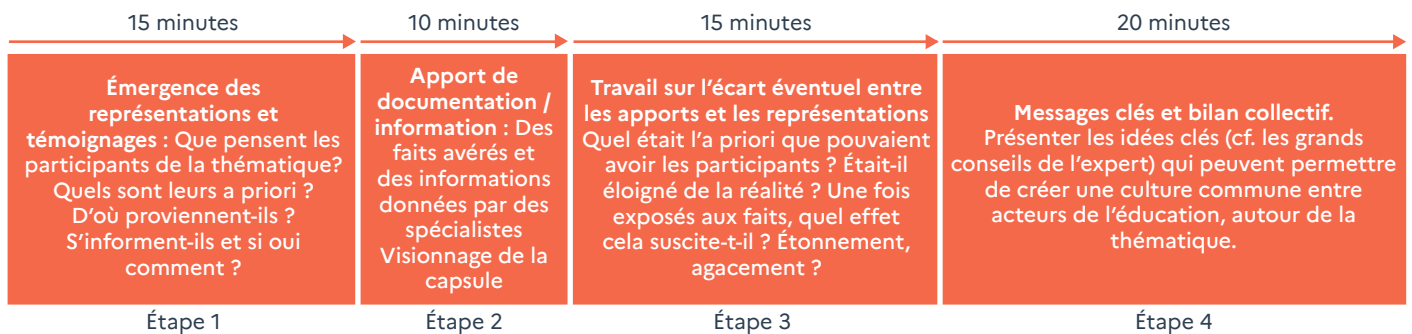 15 minutes
10 minutes
15 minutes
20 minutes
Émergence des
représentations et
témoignages : Que pensent les
participants de la thématique?
Quels sont leurs a priori ?
D’où proviennent-ils ?
S’informent-ils et si oui
comment ?
Apport de
documentation /
information : Des
faits avérés et
des informations
données par des
spécialistes
Visionnage de la
capsule
Travail sur l’écart éventuel entre
les apports et les représentations
Quel était l’a priori que pouvaient
avoir les participants ? Était-il
éloigné de la réalité ? Une fois
exposés aux faits, quel effet
cela suscite-t-il ? Étonnement,
agacement ?
Messages clés et bilan collectif.
Présenter les idées clés (cf. les grands
conseils de l’expert) qui peuvent permettre
de créer une culture commune entre
acteurs de l’éducation, autour de la
thématique.
Étape 1
Étape 2
Étape 3
Étape 4